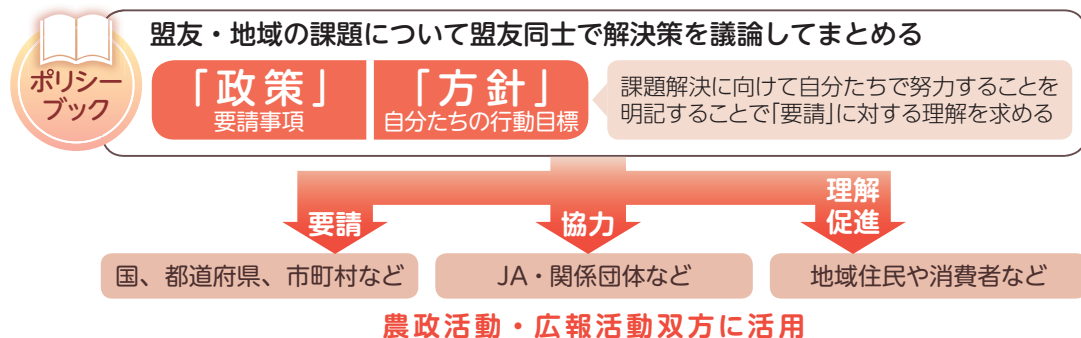 ポリシー
ブック
盟友・地域の課題について盟友同士で解決策を議論してまとめる
「政策」
要請事項
「方針」
自分たちの行動目標
課題解決に向けて自分たちで努力することを
明記することで「要請」に対する理解を求める
要請
協力
理解
促進
国、都道府県、市町村など
JA・関係団体など
地域住民や消費者など
農政活動・広報活動双方に活用